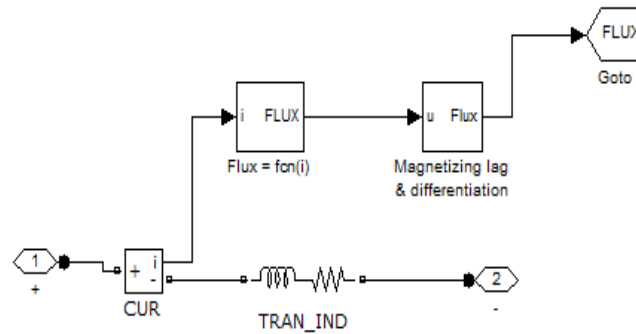 FLUX
Goto
i FLUX
u Flux
Flux = fcn(i)
Magnetizing lag
& differentiation
1
+
+ i
-
CUR
TRAN_IND
2
-